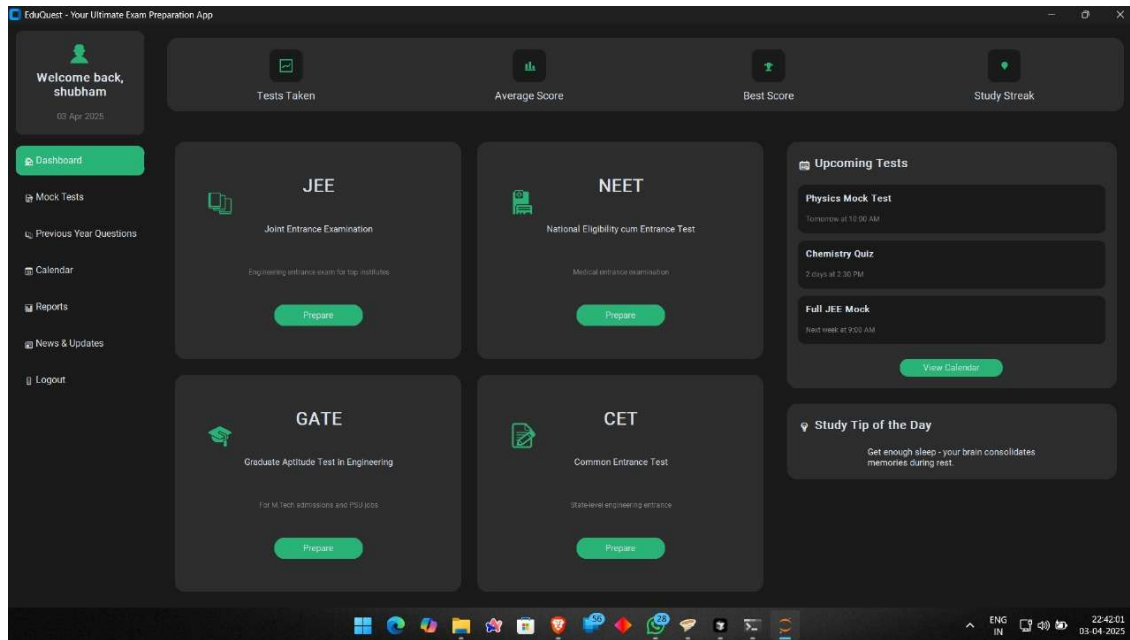 EduQuest - Your Ultimate Exam Preparation App
Welcome back,
shubham
03 Apr 2025
Tests Taken
Average Score
Best Score
Study Streak
Dashboard
Mock Tests
Previous Year Questions
Calendar
Reports
News & Updates
Logout
JEE
Joint Entrance Examination
Engineering entrance exam for top institutes
Prepare
NEET
National Eligibility cum Entrance Test
Medical entrance examination
Prepare
GATE
Graduate Aptitude Test in Engineering
For M.Tech admissions and PSU jobs
Prepare
CET
Common Entrance Test
State-level engineering entrance
Prepare
Upcoming Tests
Physics Mock Test
Tomorrow at 10:00 AM
Chemistry Quiz
2 days at 2:30 PM
Full JEE Mock
Next week at 9:00 AM
View Calendar
Study Tip of the Day
Get enough sleep - your brain consolidates
memories during rest.
56
28
ENG
IN
22:42:01
03-04-2025